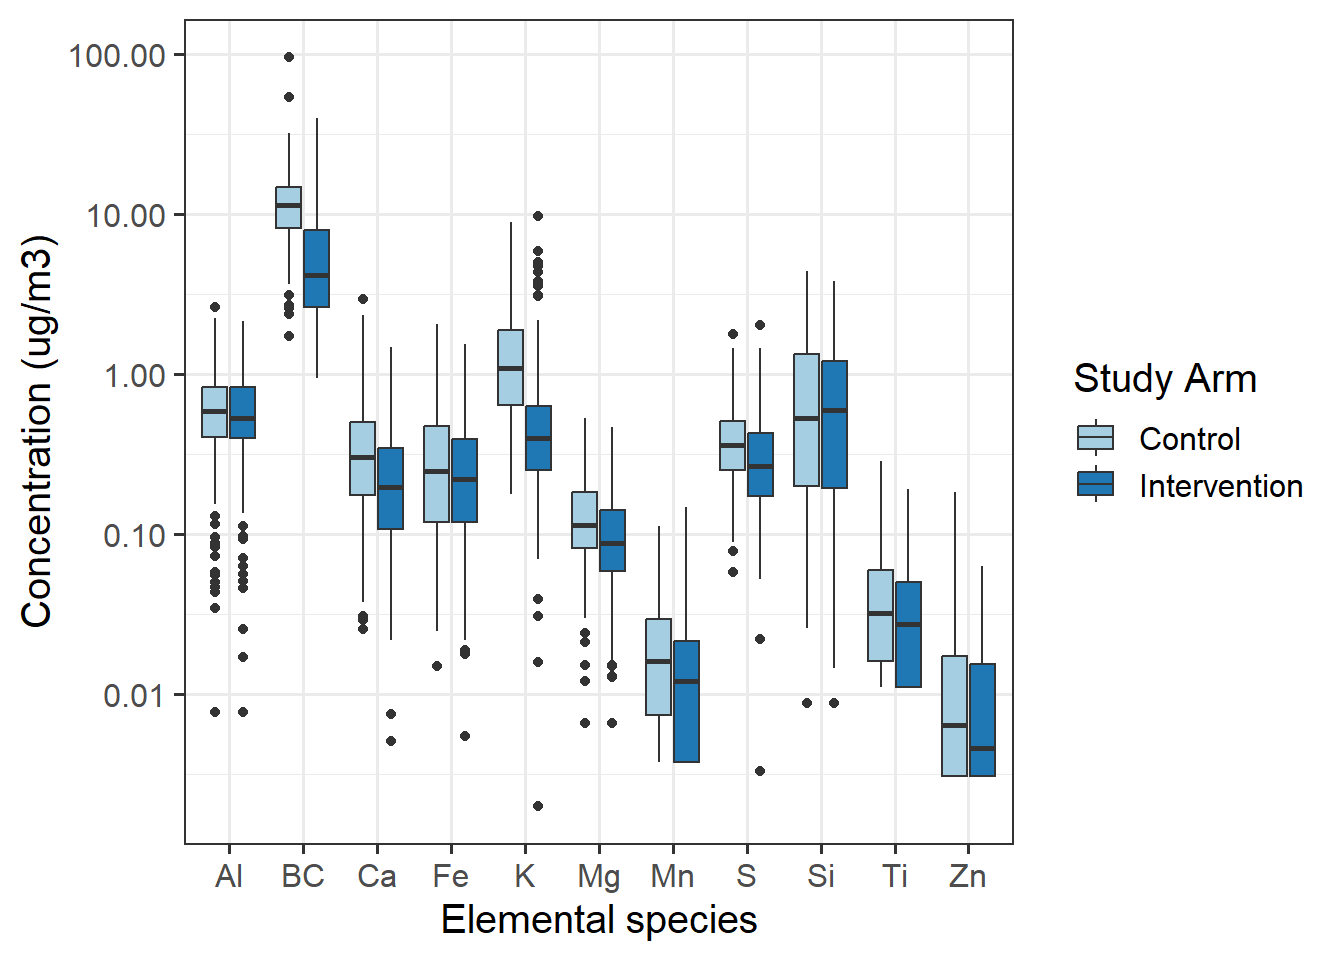 100.00
10.00
1.00
0.10
0.01
Concentration (ug/m3)
Al BC Ca Fe K Mg Mn S Si Ti Zn
Elemental species
Study Arm
Control
Intervention